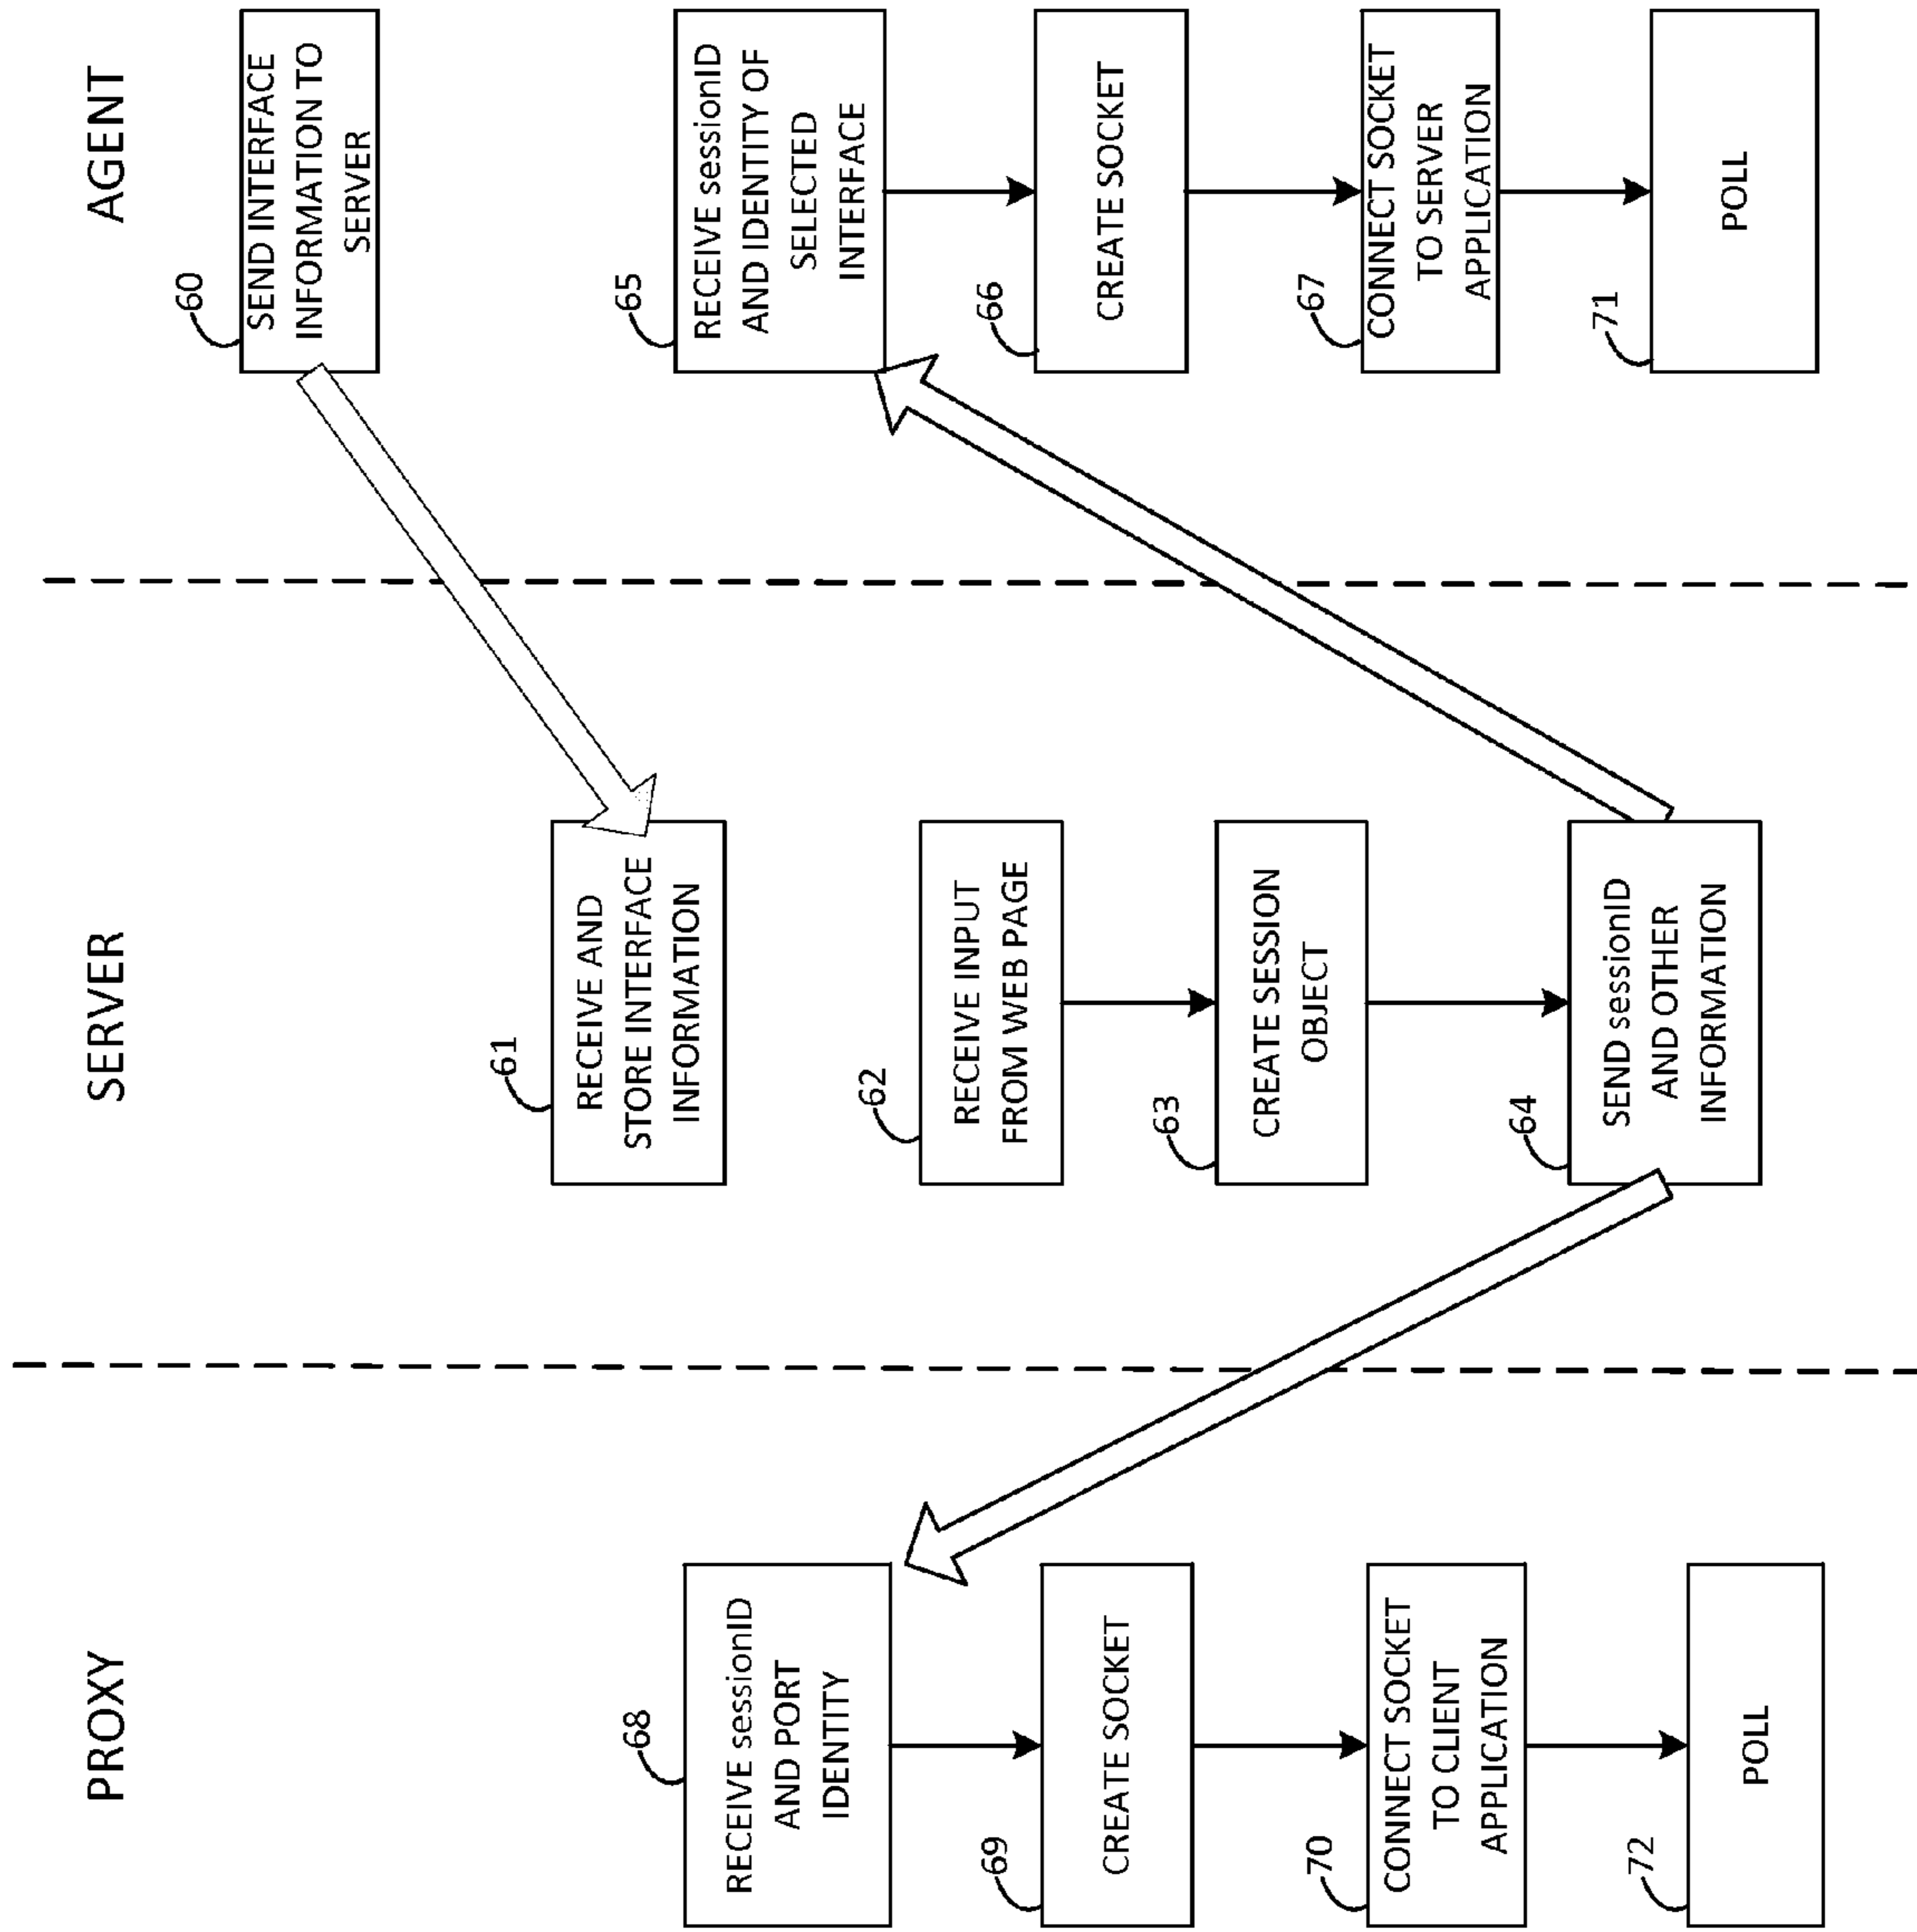 PROXY
SERVER
AGENT
68
RECEIVE sessionID
AND PORT
IDENTITY
69
CREATE SOCKET
70
CONNECT SOCKET
TO CLIENT
APPLICATION
72
POLL
61
RECEIVE AND
STORE INTERFACE
INFORMATION
62
RECEIVE INPUT
FROM WEB PAGE
63
CREATE SESSION
OBJECT
64
SEND sessionID
AND OTHER
INFORMATION
60
SEND INTERFACE
INFORMATION TO
SERVER
65
RECEIVE sessionID
AND IDENTITY OF
SELECTED
INTERFACE
66
CREATE SOCKET
67
CONNECT SOCKET
TO SERVER
APPLICATION
71
POLL